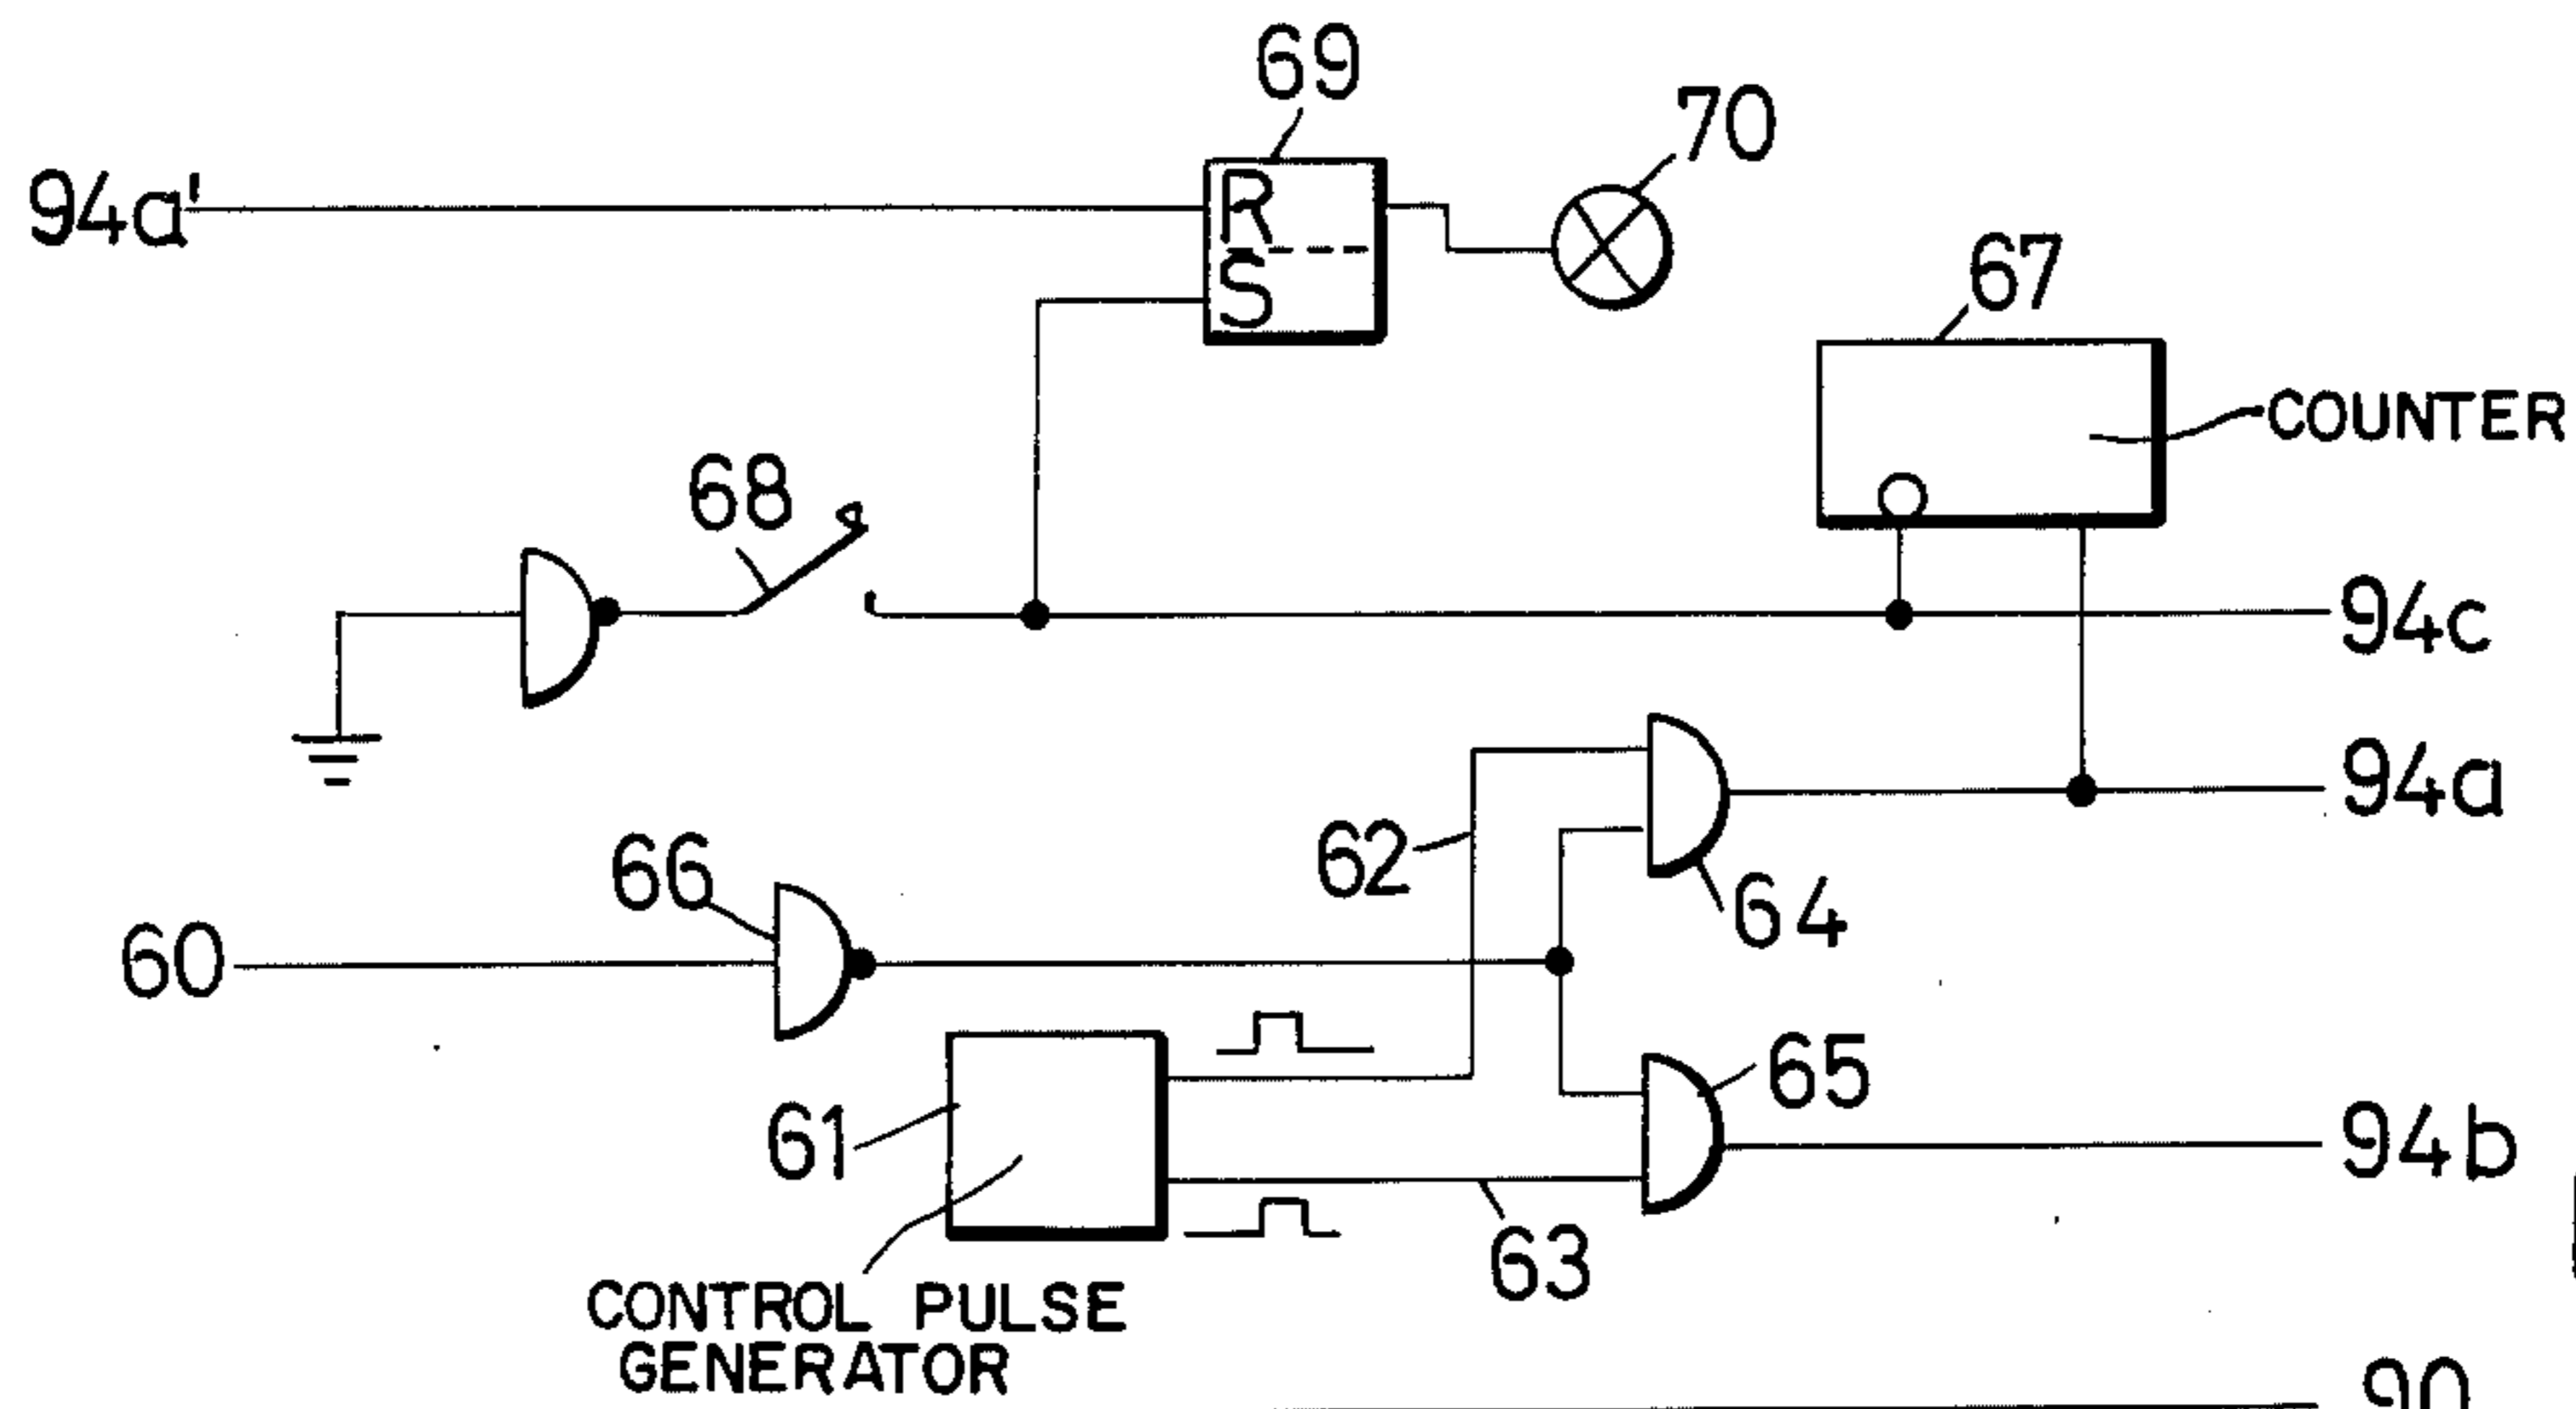 69
70
94a'
R
S
67
COUNTER
68
94c
94a
62
64
66
60
65
61
94b
63
CONTROL PULSE
GENERATOR
90